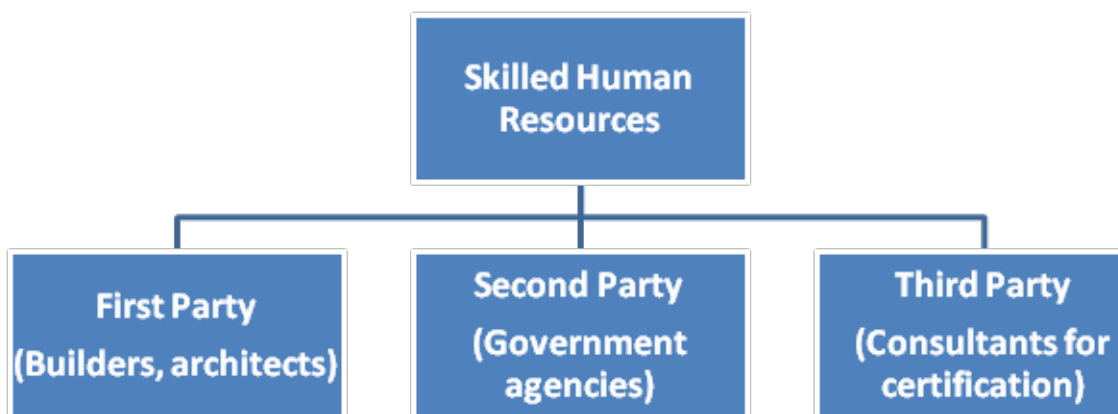 Skilled Human
Resources
First Party
(Builders, architects)
Second Party
(Government
agencies)
Third Party
(Consultants for
certification)